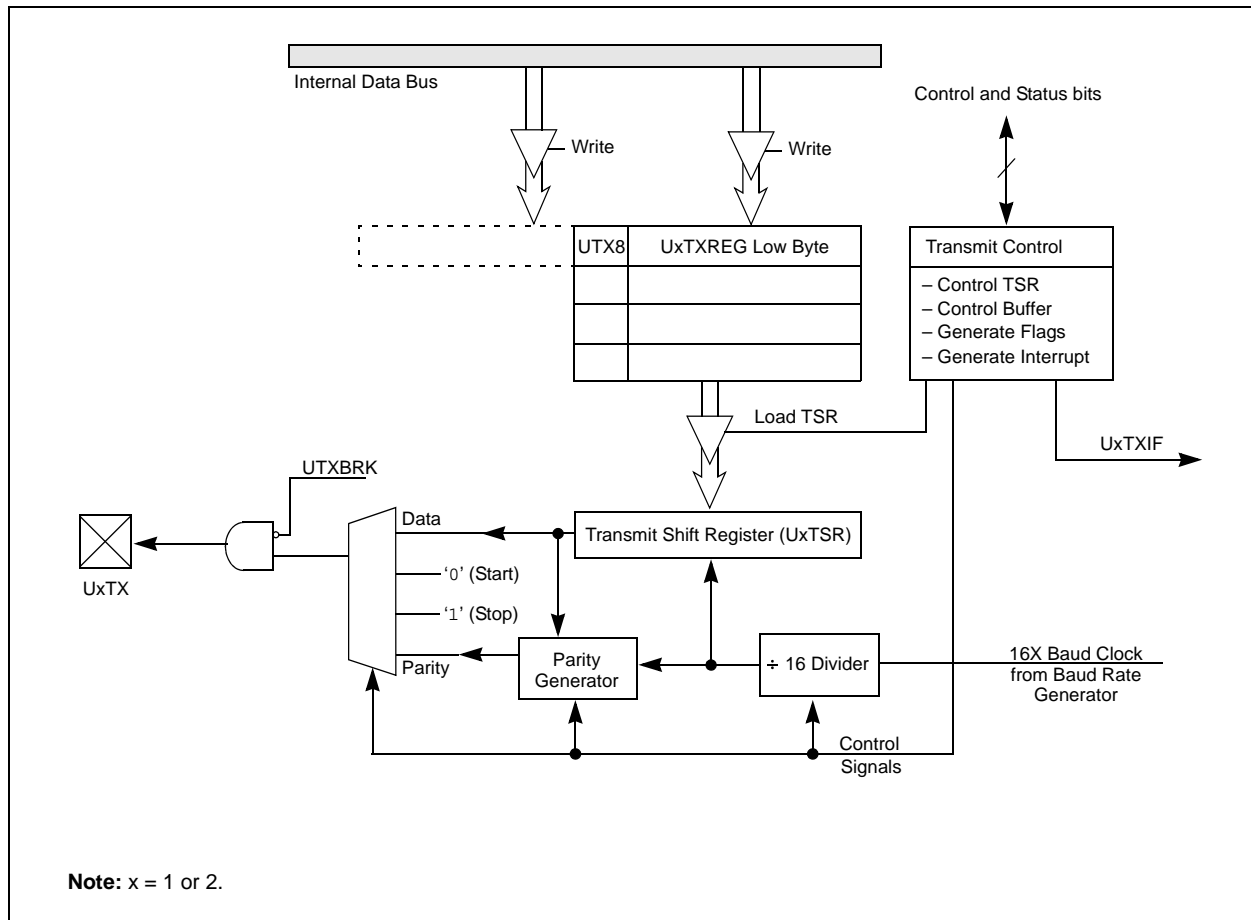 Internal Data Bus
Control and Status bits
Write
Write
UTX8
UxTXREG Low Byte
Transmit Control
– Control TSR
– Control Buffer
– Generate Flags
– Generate Interrupt
Load TSR
UxTXIF
UTXBRK
Data
Transmit Shift Register (UxTSR)
UxTX
‘0’ (Start)
‘1’ (Stop)
Parity
Parity
Generator
÷ 16 Divider
16X Baud Clock
from Baud Rate
Generator
Control
Signals
Note: x = 1 or 2.